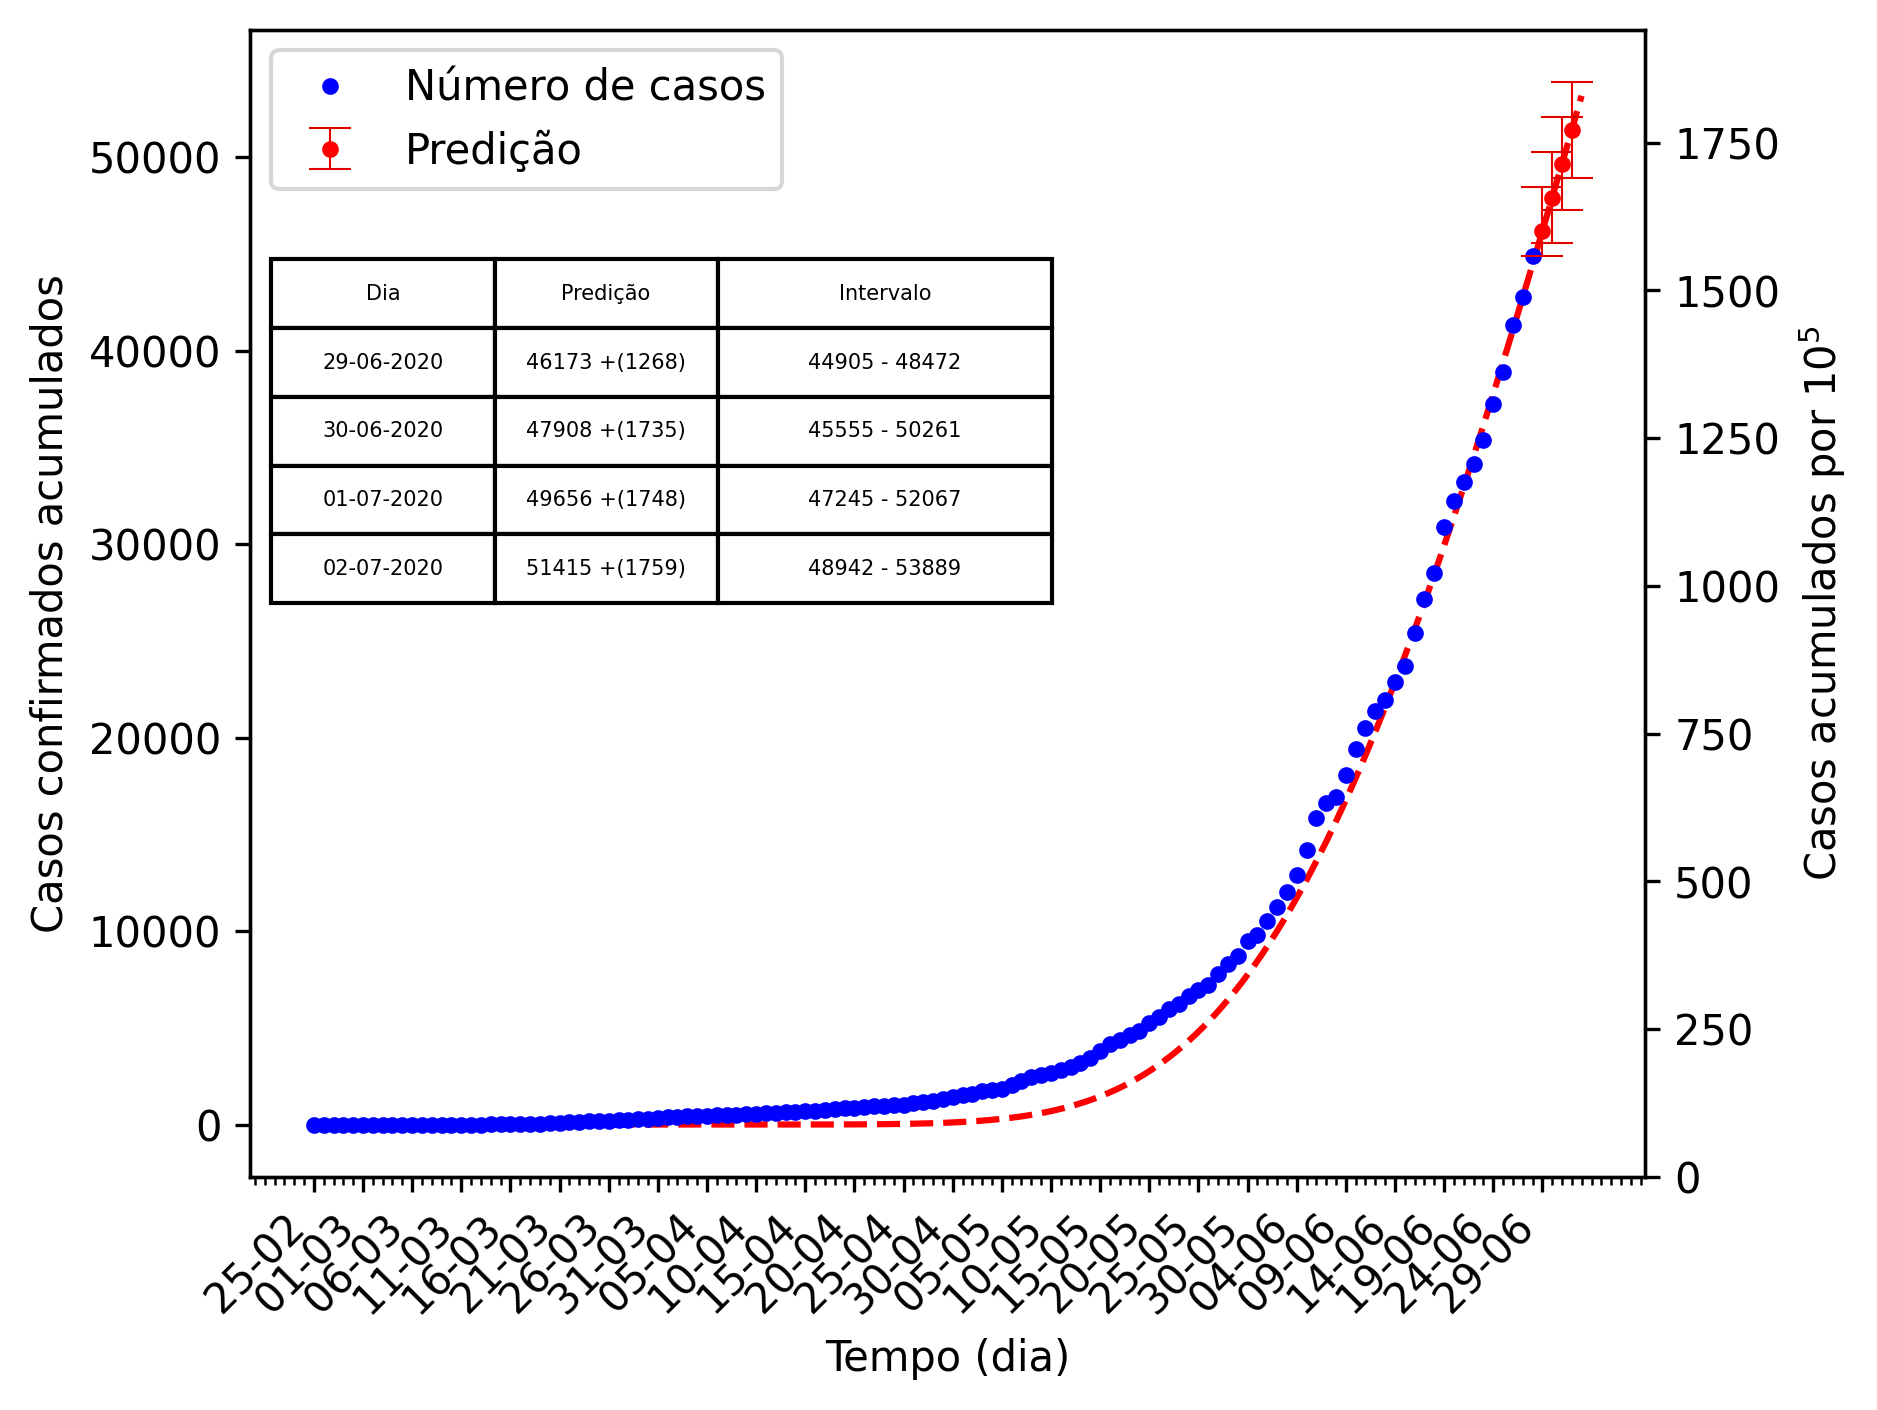 Número de casos
Predição
Dia Predição Intervalo
29-06-2020 46173 +(1268) 44905 - 48472
30-06-2020 47908 +(1735) 45555 - 50261
01-07-2020 49656 +(1748) 47245 - 52067
02-07-2020 51415 +(1759) 48942 - 53889
Casos confirmados acumulados
50000
40000
30000
20000
10000
0
1750
1500
1250
1000
750
500
250
0
Casos acumulados por 10⁵
25-02 01-03 06-03 11-03 16-03 21-03 26-03 31-03 05-04 10-04 15-04 20-04 25-04 30-04 05-05 10-05 15-05 20-05 25-05 30-05 04-06 09-06 14-06 19-06 24-06 29-06
Tempo (dia)